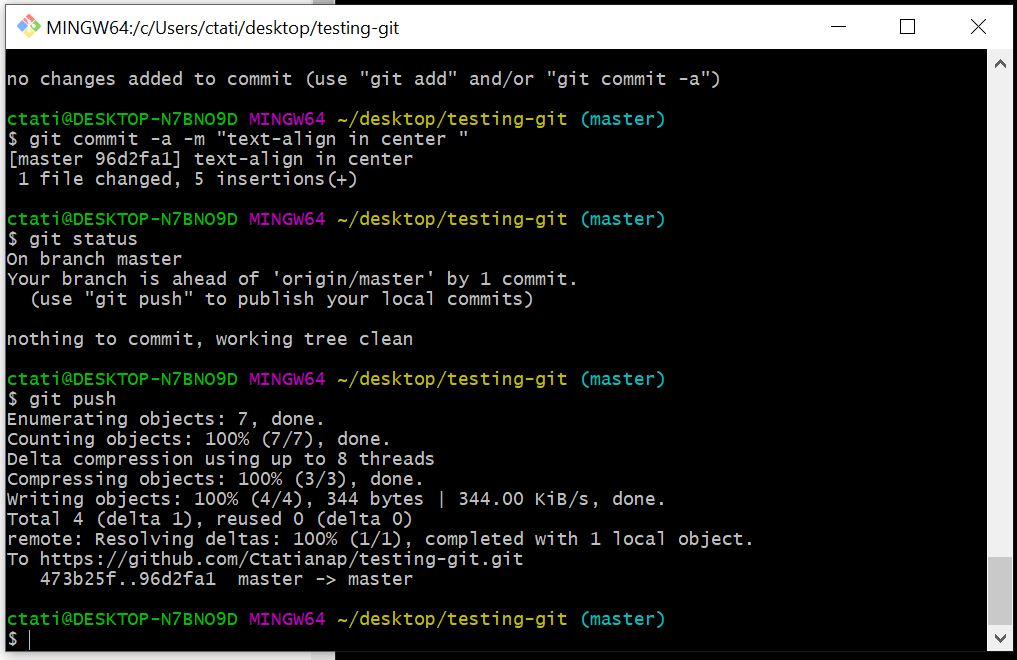 MINGW64:/c/Users/ctati/desktop/testing-git
no changes added to commit (use "git add" and/or "git commit -a")
ctati@DESKTOP-N7BNO9D MINGW64 ~/desktop/testing-git (master)
$ git commit -a -m "text-align in center "
[master 96d2fa1] text-align in center
 1 file changed, 5 insertions(+)
ctati@DESKTOP-N7BNO9D MINGW64 ~/desktop/testing-git (master)
$ git status
On branch master
Your branch is ahead of 'origin/master' by 1 commit.
  (use "git push" to publish your local commits)
nothing to commit, working tree clean
ctati@DESKTOP-N7BNO9D MINGW64 ~/desktop/testing-git (master)
$ git push
Enumerating objects: 7, done.
Counting objects: 100% (7/7), done.
Delta compression using up to 8 threads
Compressing objects: 100% (3/3), done.
Writing objects: 100% (4/4), 344 bytes | 344.00 KiB/s, done.
Total 4 (delta 1), reused 0 (delta 0)
remote: Resolving deltas: 100% (1/1), completed with 1 local object.
To https://github.com/Ctatianap/testing-git.git
   473b25f..96d2fa1  master -> master
ctati@DESKTOP-N7BNO9D MINGW64 ~/desktop/testing-git (master)
$